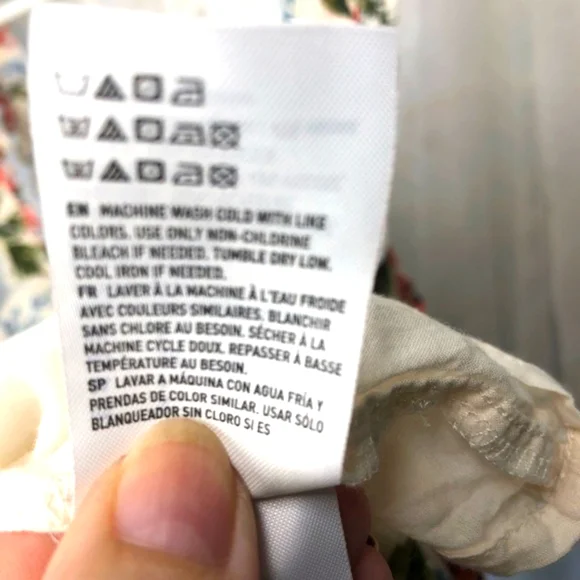 EN MACHINE WASH COLD WITH LIKE
COLORS. USE ONLY NON-CHLORINE
BLEACH IF NEEDED. TUMBLE DRY LOW.
COOL IRON IF NEEDED.
FR LAVER À LA MACHINE À L'EAU FROIDE
AVEC COULEURS SIMILAIRES. BLANCHIR
SANS CHLORE AU BESOIN. SÉCHER À LA
MACHINE CYCLE DOUX. REPASSER À BASSE
TEMPÉRATURE AU BESOIN.
SP LAVAR A MÁQUINA CON AGUA FRÍA Y
PRENDAS DE COLOR SIMILAR. USAR SÓLO
BLANQUEADOR SIN CLORO SI ES